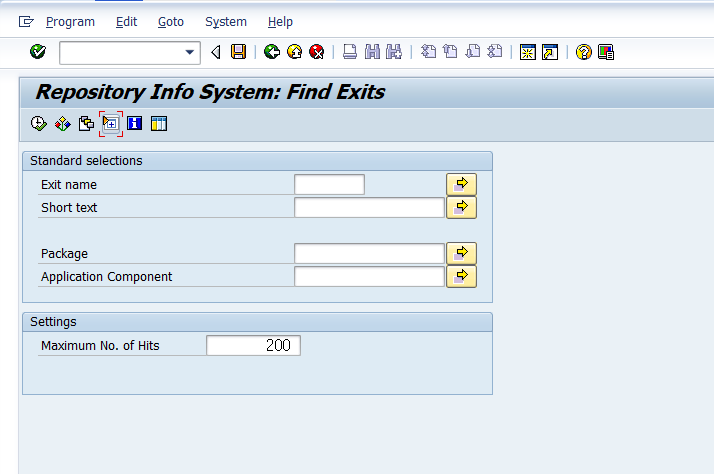 Program Edit Goto System Help
Repository Info System: Find Exits
Standard selections
Exit name
Short text
Package
Application Component
Settings
Maximum No. of Hits 200